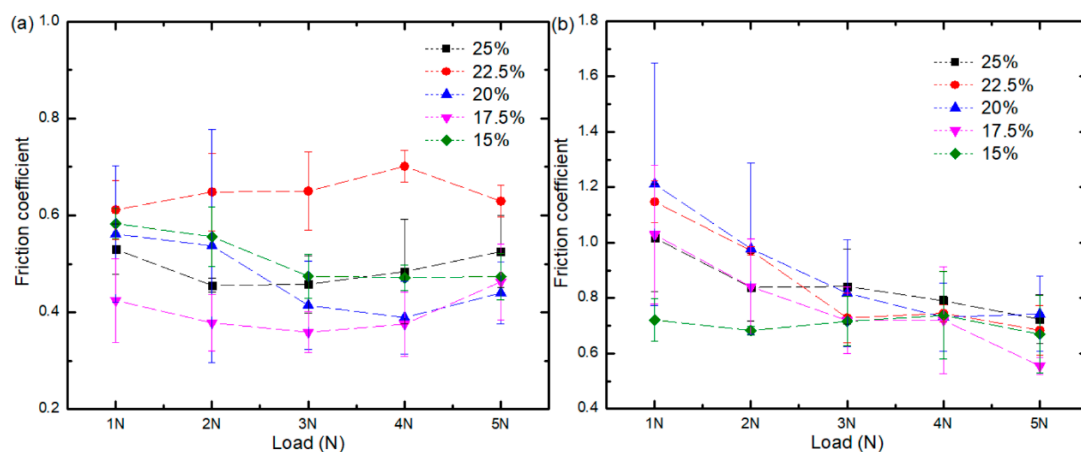 (a)
1.0
0.8
0.6
0.4
0.2
Friction coefficient
25%
22.5%
20%
17.5%
15%
1N 2N 3N 4N 5N
Load (N)
(b)
1.8
1.6
1.4
1.2
1.0
0.8
0.6
0.4
Friction coefficient
25%
22.5%
20%
17.5%
15%
1N 2N 3N 4N 5N
Load (N)